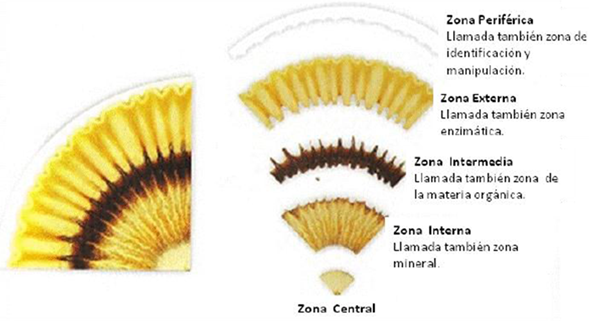 Zona Periférica
Llamada también zona de
identificación y
manipulación.
Zona Externa
Llamada también zona
enzimática.
Zona Intermedia
Llamada también zona de
la materia orgánica.
Zona Interna
Llamada también zona
mineral.
Zona Central